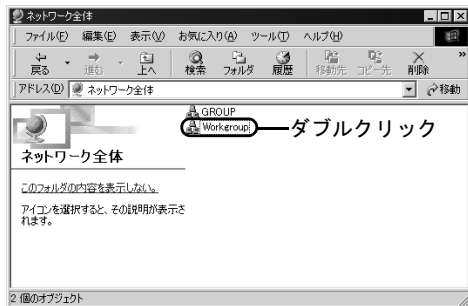 ネットワーク全体
ファイル(F) 編集(E) 表示(V) お気に入り(A) ツール(T) ヘルプ(H)
戻る 進む 上へ 検索 フォルダ 履歴 移動先 コピー先 削除 »
アドレス(D) ネットワーク全体 移動
GROUP
Workgroup ダブルクリック
ネットワーク全体
このフォルダの内容を表示しない。
アイコンを選択すると、その説明が表示さ
れます。
2 個のオブジェクト